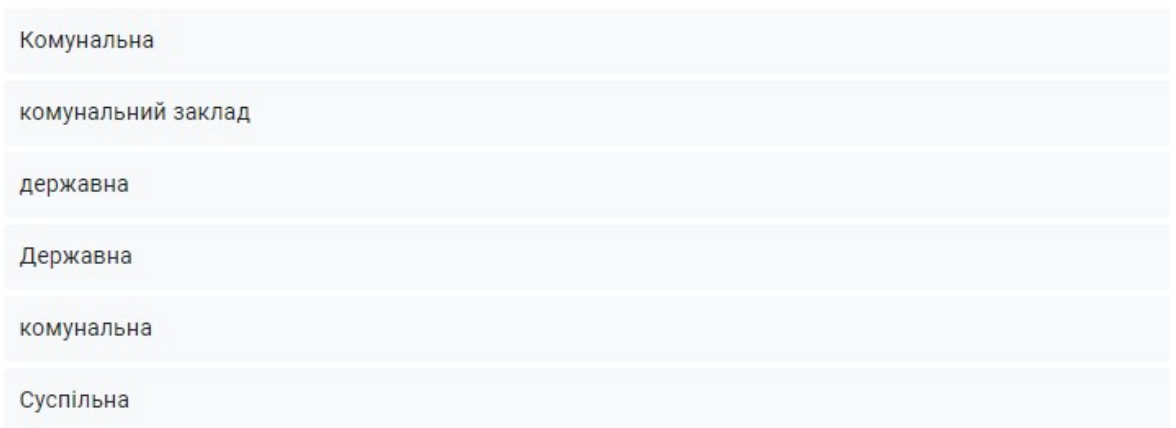 Комунальна
комунальний заклад
державна
Державна
комунальна
Суспільна